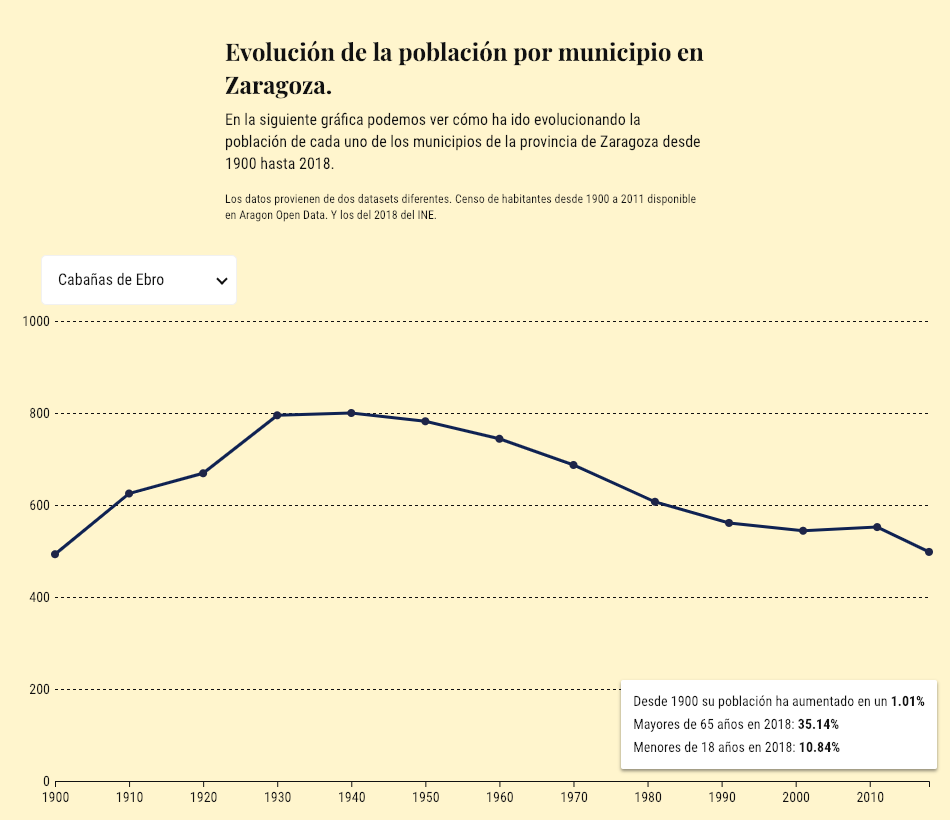 Evolución de la población por municipio en
Zaragoza.
En la siguiente gráfica podemos ver cómo ha ido evolucionando la
población de cada uno de los municipios de la provincia de Zaragoza desde
1900 hasta 2018.
Los datos provienen de dos datasets diferentes. Censo de habitantes desde 1900 a 2011 disponible
en Aragon Open Data. Y los del 2018 del INE.
Cabañas de Ebro
1000
800
600
400
200
Desde 1900 su población ha aumentado en un 1.01%
Mayores de 65 años en 2018: 35.14%
Menores de 18 años en 2018: 10.84%
0
1900 1910 1920 1930 1940 1950 1960 1970 1980 1990 2000 2010